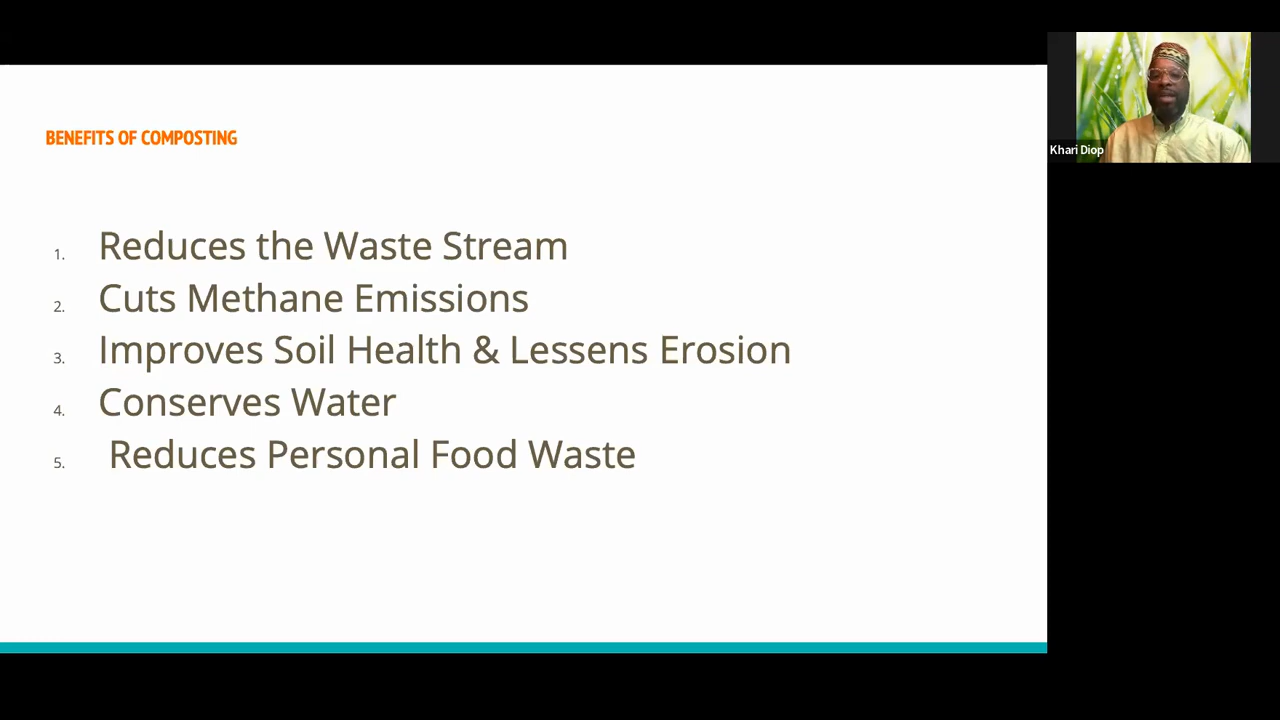 BENEFITS OF COMPOSTING
1. Reduces the Waste Stream
2. Cuts Methane Emissions
3. Improves Soil Health & Lessens Erosion
4. Conserves Water
5. Reduces Personal Food Waste
Khari Diop